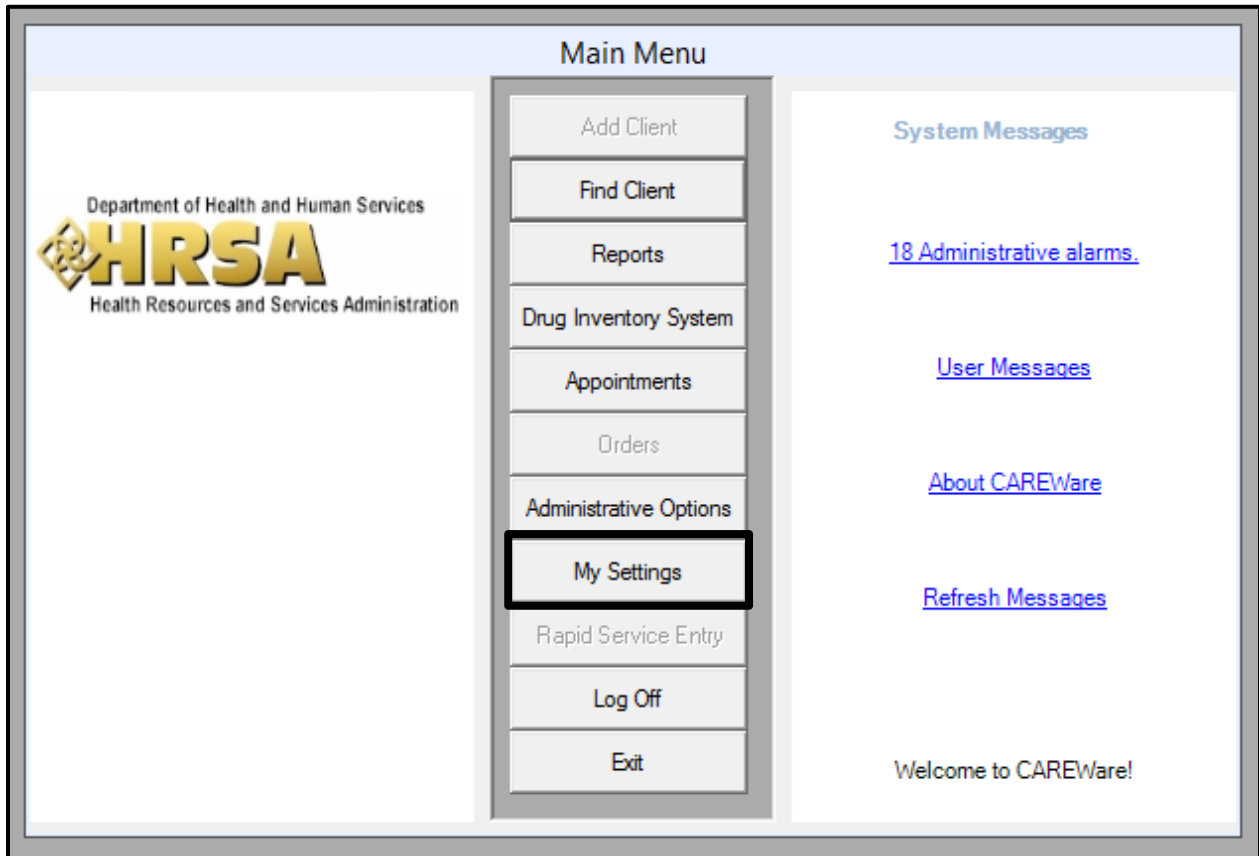 Main Menu
Department of Health and Human Services
HRSA
Health Resources and Services Administration
Add Client
Find Client
Reports
Drug Inventory System
Appointments
Orders
Administrative Options
My Settings
Rapid Service Entry
Log Off
Exit
System Messages
18 Administrative alarms.
User Messages
About CAREWare
Refresh Messages
Welcome to CAREWare!